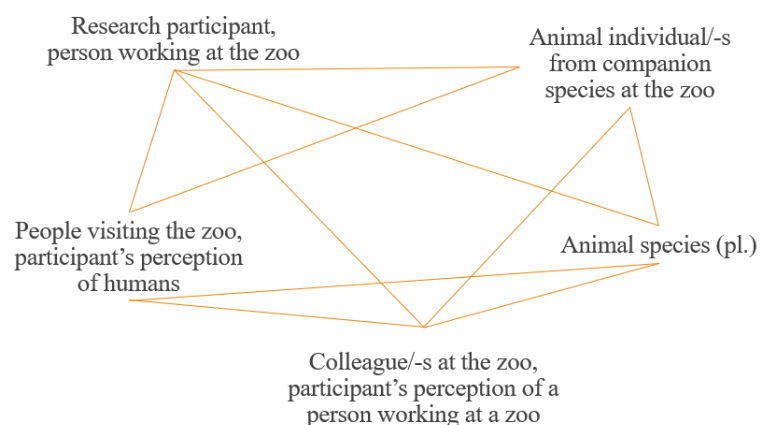 Research participant,
person working at the zoo
Animal individual/-s
from companion
species at the zoo
People visiting the zoo,
participant’s perception
of humans
Animal species (pl.)
Colleague/-s at the zoo,
participant’s perception of a
person working at a zoo